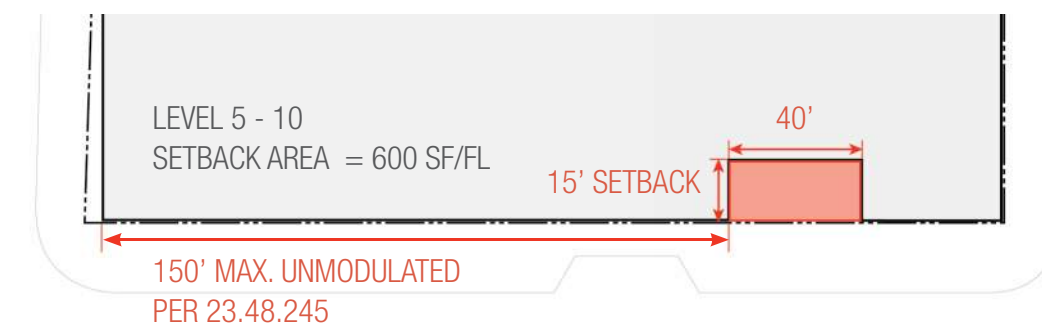 LEVEL 5 - 10
SETBACK AREA = 600 SF/FL
40’
15’ SETBACK
150’ MAX. UNMODULATED
PER 23.48.245